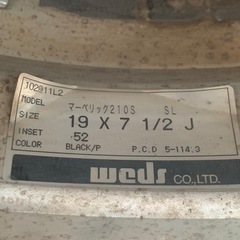 102911L2
MODEL マーベリック210S SL
SIZE 19 X 7 1/2 J
INSET 52
COLOR BLACK/P P.C.D 5-114.3
weds CO.,LTD.